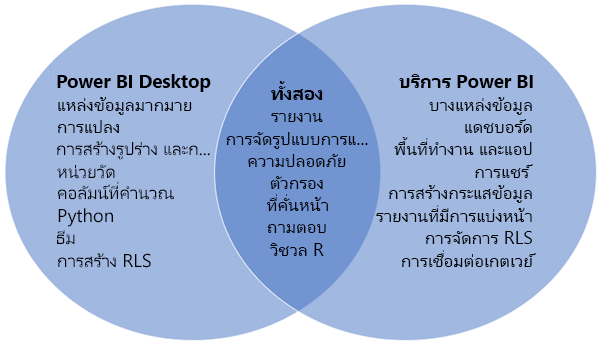 Power BI Desktop
แหล่งข้อมูลมากมาย
การแปลง
การสร้างรูปร่าง และก...
หน่วยวัด
คอลัมน์ที่คำนวณ
Python
ธีม
การสร้าง RLS
ทั้งสอง
รายงาน
การจัดรูปแบบการแ...
ความปลอดภัย
ตัวกรอง
ที่คั่นหน้า
ถามตอบ
วิชวล R
บริการ Power BI
บางแหล่งข้อมูล
แดชบอร์ด
พื้นที่ทำงาน และแอป
การแชร์
การสร้างกระแสข้อมูล
รายงานที่มีการแบ่งหน้า
การจัดการ RLS
การเชื่อมต่อเกตเวย์